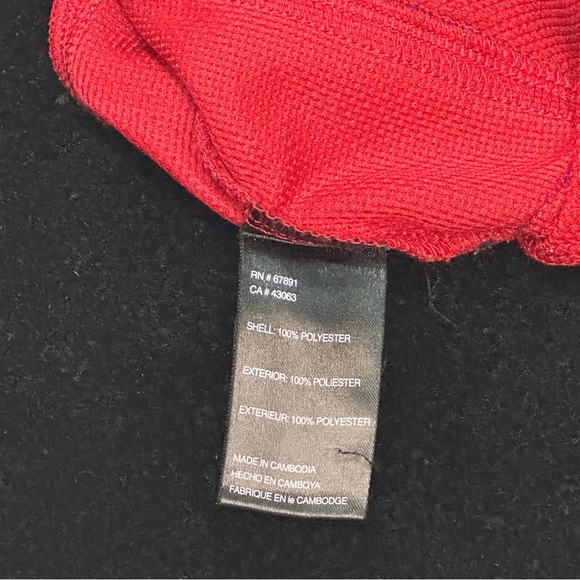 RN # 67891
CA # 43063
SHELL: 100% POLYESTER
EXTERIOR: 100% POLIESTER
EXTERIEUR: 100% POLYESTER
MADE IN CAMBODIA
HECHO EN CAMBOYA
FABRIQUE EN le CAMBODGE